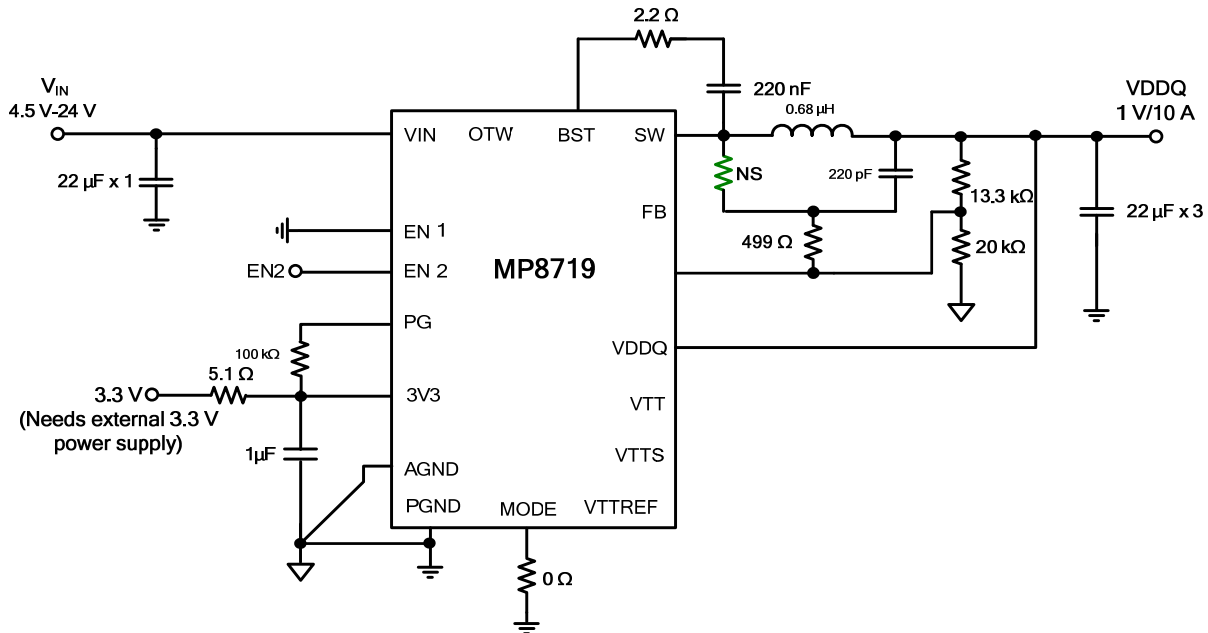 2.2 Ω
V_IN
4.5 V-24 V
220 nF
0.68 µH
VDDQ
1 V/10 A
VIN
OTW
BST
SW
22 µF x 1
NS
220 pF
13.3 kΩ
FB
22 µF x 3
EN 1
499 Ω
20 kΩ
EN2
EN 2
MP8719
PG
VDDQ
100 kΩ
5.1 Ω
3.3 V
3V3
(Needs external 3.3 V
power supply)
VTT
1µF
VTTS
AGND
PGND
MODE
VTTREF
0 Ω